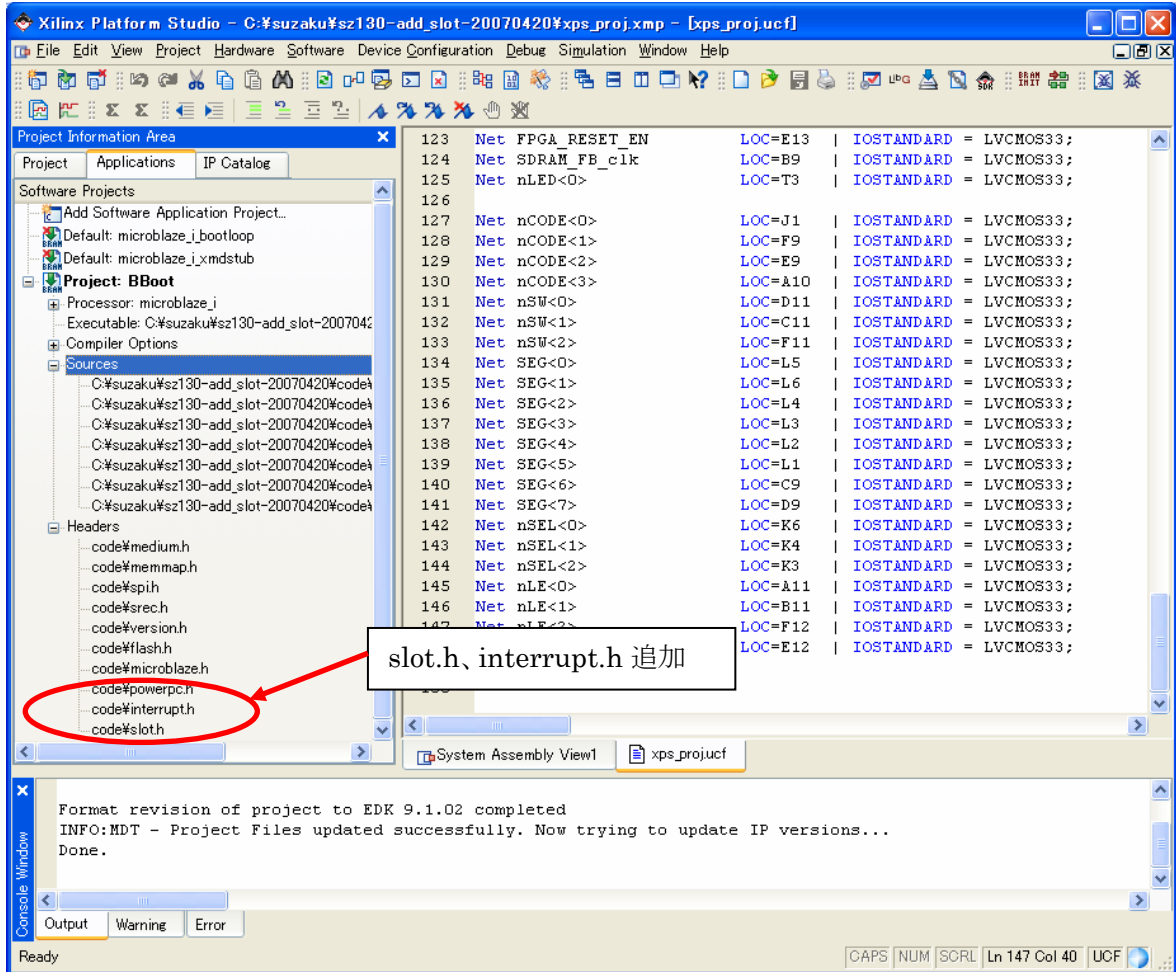 Xilinx Platform Studio - C:¥suzaku¥sz130-add_slot-20070420¥xps_proj.xmp - [xps_proj.ucf]
File Edit View Project Hardware Software Device Configuration Debug Simulation Window Help
Project Information Area
Project Applications IP Catalog
Software Projects
Add Software Application Project...
Default: microblaze_i_bootloop
Default: microblaze_i_xmdstub
Project: BBoot
Processor: microblaze_i
Executable: C:¥suzaku¥sz130-add_slot-2007042
Compiler Options
Sources
C:¥suzaku¥sz130-add_slot-20070420¥code¥
C:¥suzaku¥sz130-add_slot-20070420¥code¥
C:¥suzaku¥sz130-add_slot-20070420¥code¥
C:¥suzaku¥sz130-add_slot-20070420¥code¥
C:¥suzaku¥sz130-add_slot-20070420¥code¥
C:¥suzaku¥sz130-add_slot-20070420¥code¥
C:¥suzaku¥sz130-add_slot-20070420¥code¥
Headers
code¥medium.h
code¥memmap.h
code¥spi.h
code¥srec.h
code¥version.h
code¥flash.h
code¥microblaze.h
code¥powerpc.h
code¥interrupt.h
code¥slot.h
123 Net FPGA_RESET_EN LOC=E13 | IOSTANDARD = LVCMOS33;
124 Net SDRAM_FB_clk LOC=B9 | IOSTANDARD = LVCMOS33;
125 Net nLED<0> LOC=T3 | IOSTANDARD = LVCMOS33;
126
127 Net nCODE<0> LOC=J1 | IOSTANDARD = LVCMOS33;
128 Net nCODE<1> LOC=F9 | IOSTANDARD = LVCMOS33;
129 Net nCODE<2> LOC=E9 | IOSTANDARD = LVCMOS33;
130 Net nCODE<3> LOC=A10 | IOSTANDARD = LVCMOS33;
131 Net nSW<0> LOC=D11 | IOSTANDARD = LVCMOS33;
132 Net nSW<1> LOC=C11 | IOSTANDARD = LVCMOS33;
133 Net nSW<2> LOC=F11 | IOSTANDARD = LVCMOS33;
134 Net SEG<0> LOC=L5 | IOSTANDARD = LVCMOS33;
135 Net SEG<1> LOC=L6 | IOSTANDARD = LVCMOS33;
136 Net SEG<2> LOC=L4 | IOSTANDARD = LVCMOS33;
137 Net SEG<3> LOC=L3 | IOSTANDARD = LVCMOS33;
138 Net SEG<4> LOC=L2 | IOSTANDARD = LVCMOS33;
139 Net SEG<5> LOC=L1 | IOSTANDARD = LVCMOS33;
140 Net SEG<6> LOC=C9 | IOSTANDARD = LVCMOS33;
141 Net SEG<7> LOC=D9 | IOSTANDARD = LVCMOS33;
142 Net nSEL<0> LOC=K6 | IOSTANDARD = LVCMOS33;
143 Net nSEL<1> LOC=K4 | IOSTANDARD = LVCMOS33;
144 Net nSEL<2> LOC=K3 | IOSTANDARD = LVCMOS33;
145 Net nLE<0> LOC=A11 | IOSTANDARD = LVCMOS33;
146 Net nLE<1> LOC=B11 | IOSTANDARD = LVCMOS33;
147 Net nLE<2> LOC=F12 | IOSTANDARD = LVCMOS33;
LOC=E12 | IOSTANDARD = LVCMOS33;
slot.h、interrupt.h 追加
System Assembly View1 xps_proj.ucf
Format revision of project to EDK 9.1.02 completed
INFO:MDT - Project Files updated successfully. Now trying to update IP versions...
Done.
Console Window
Output Warning Error
Ready CAPS NUM SCRL Ln 147 Col 40 UCF